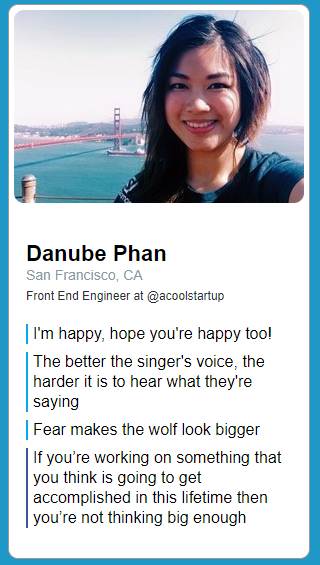 Danube Phan
San Francisco, CA
Front End Engineer at @acoolstartup
I'm happy, hope you're happy too!
The better the singer's voice, the
harder it is to hear what they're
saying
Fear makes the wolf look bigger
If you’re working on something that
you think is going to get
accomplished in this lifetime then
you’re not thinking big enough